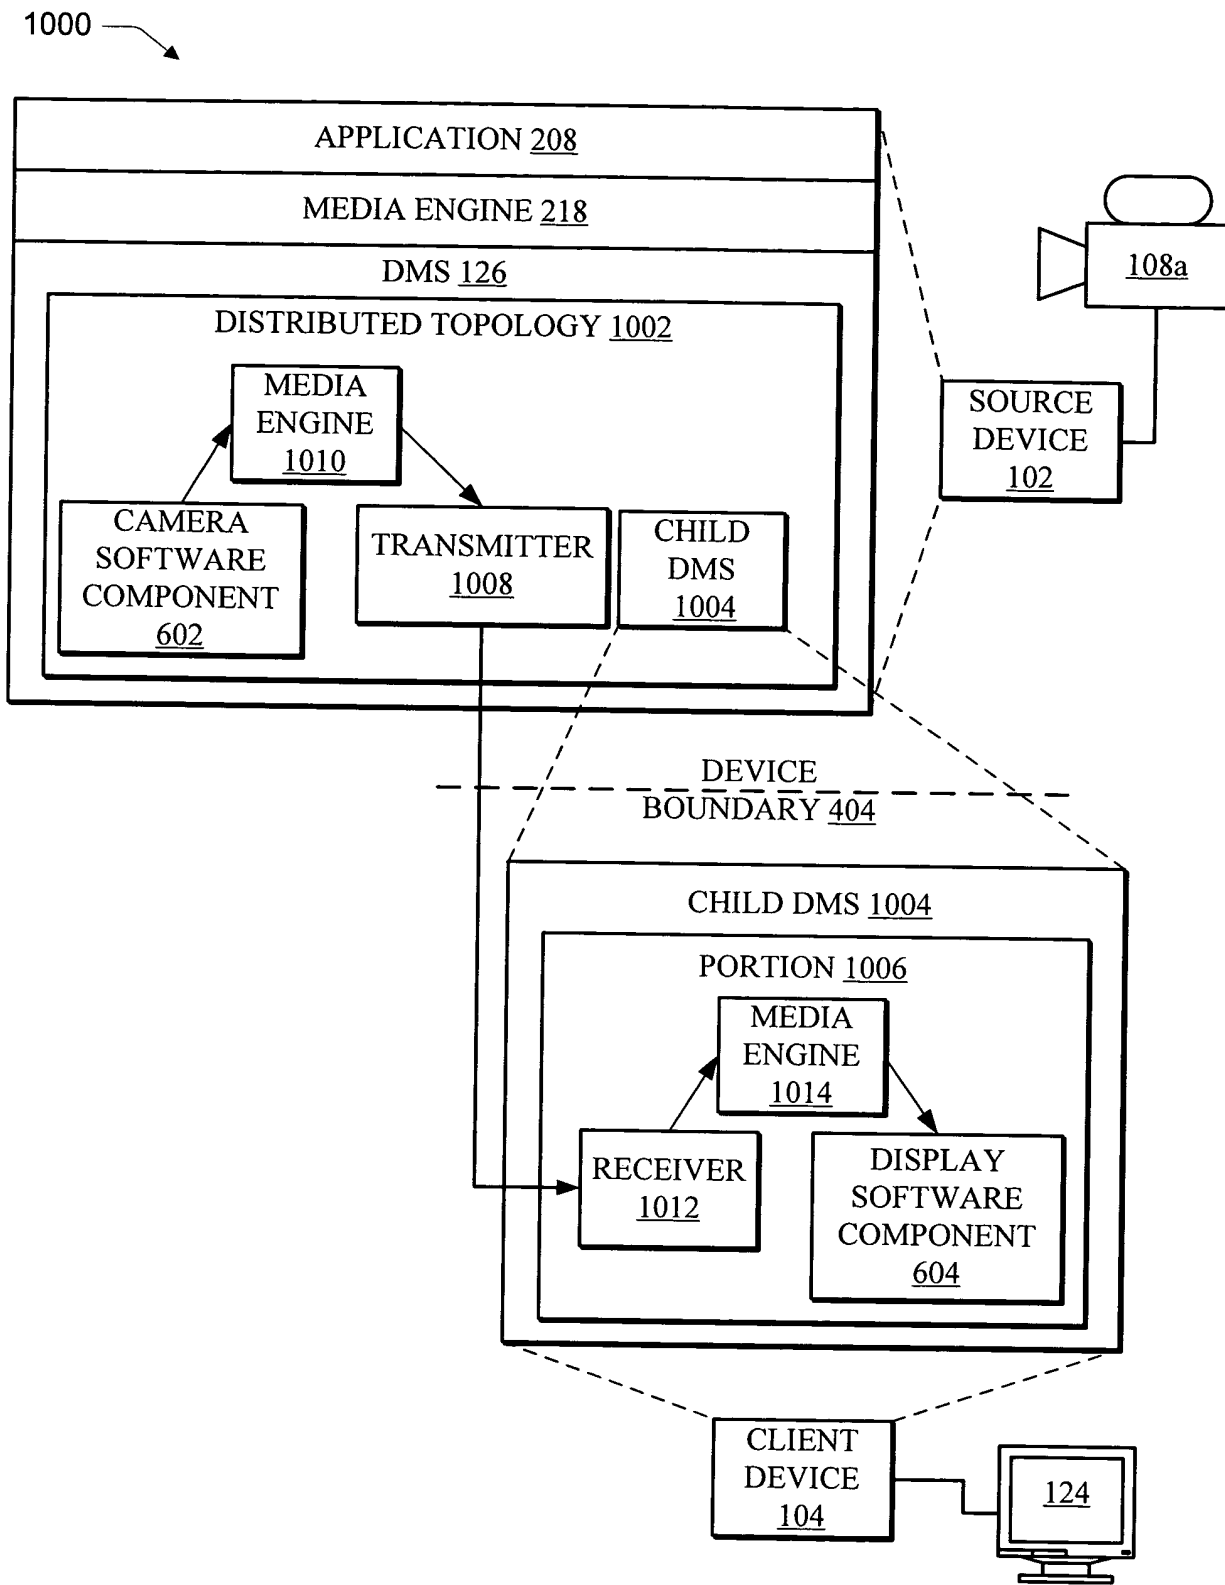 1000
APPLICATION 208
MEDIA ENGINE 218
DMS 126
DISTRIBUTED TOPOLOGY 1002
MEDIA
ENGINE
1010
CAMERA
SOFTWARE
COMPONENT
602
TRANSMITTER
1008
CHILD
DMS
1004
108a
SOURCE
DEVICE
102
DEVICE
BOUNDARY 404
CHILD DMS 1004
PORTION 1006
MEDIA
ENGINE
1014
RECEIVER
1012
DISPLAY
SOFTWARE
COMPONENT
604
CLIENT
DEVICE
104
124